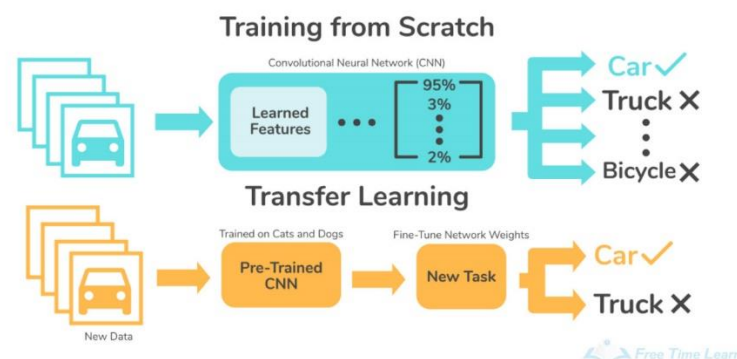 Training from Scratch
Convolutional Neural Network (CNN)
Learned
Features
95%
3%
2%
Car
Truck
Bicycle
Transfer Learning
Trained on Cats and Dogs
Fine-Tune Network Weights
Pre-Trained
CNN
New Task
Car
Truck
New Data
Free Time Learn